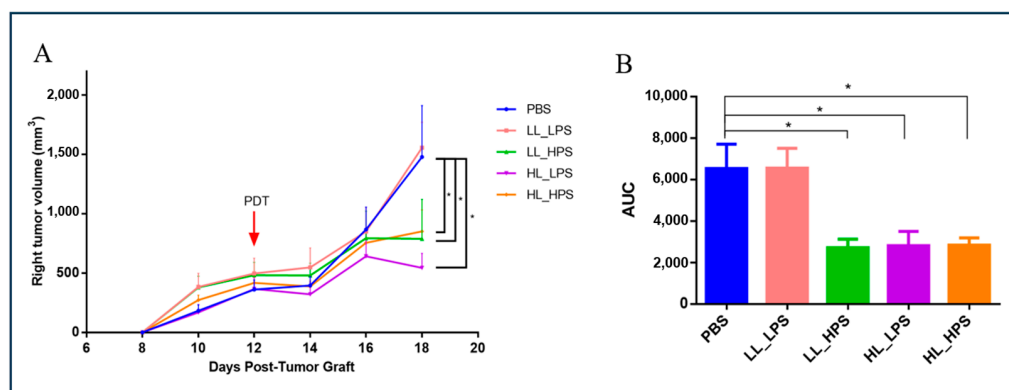 A
Right tumor volume (mm³)
2,000
1,500
1,000
500
0
PDT
6 8 10 12 14 16 18 20
Days Post-Tumor Graft
PBS
LL_LPS
LL_HPS
HL_LPS
HL_HPS
*
*
*
B
AUC
10,000
8,000
6,000
4,000
2,000
0
*
*
*
PBS
LL_LPS
LL_HPS
HL_LPS
HL_HPS